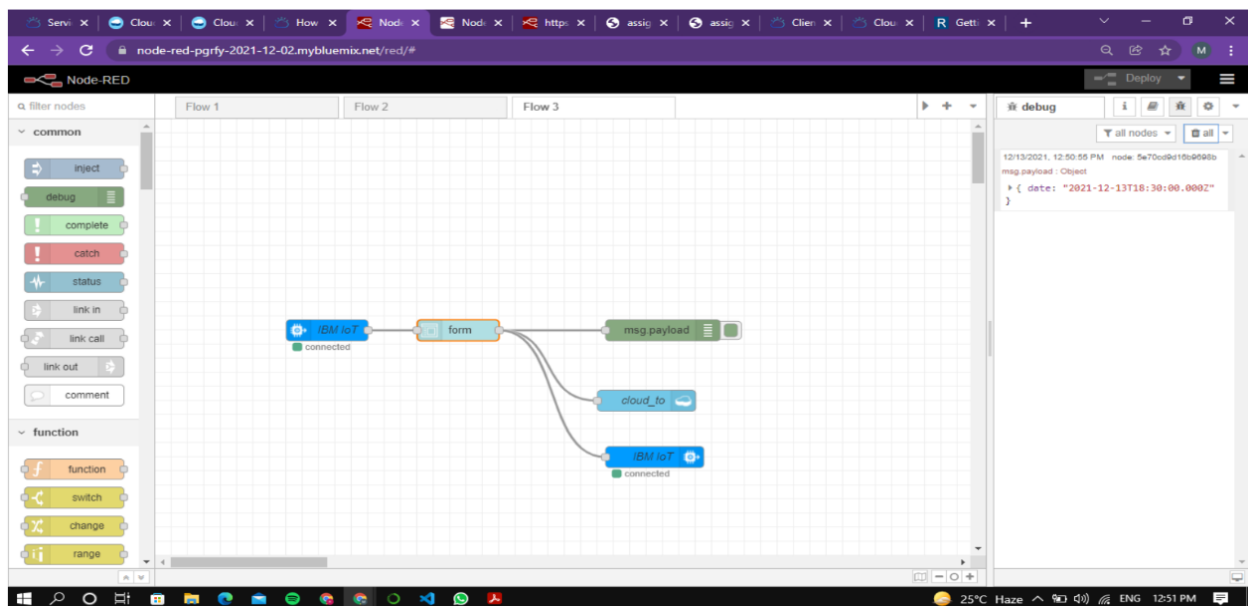 Servi
Clou
Clou
How
Nod
Nod
https
assig
assig
Clien
Clou
R Getti
node-red-pgrfy-2021-12-02.mybluemix.net/red/#
M
Node-RED
Deploy
filter nodes
Flow 1
Flow 2
Flow 3
debug
i
common
all nodes
all
inject
debug
complete
catch
status
link in
link call
link out
comment
function
f function
switch
change
range
12/13/2021, 12:50:55 PM node: 5e70cd9d16b9698b
msg.payload : Object
{ date: "2021-12-13T18:30:00.000Z"
}
IBM IoT
connected
form
msg.payload
cloud_to
IBM IoT
connected
25°C Haze
ENG
12:51 PM